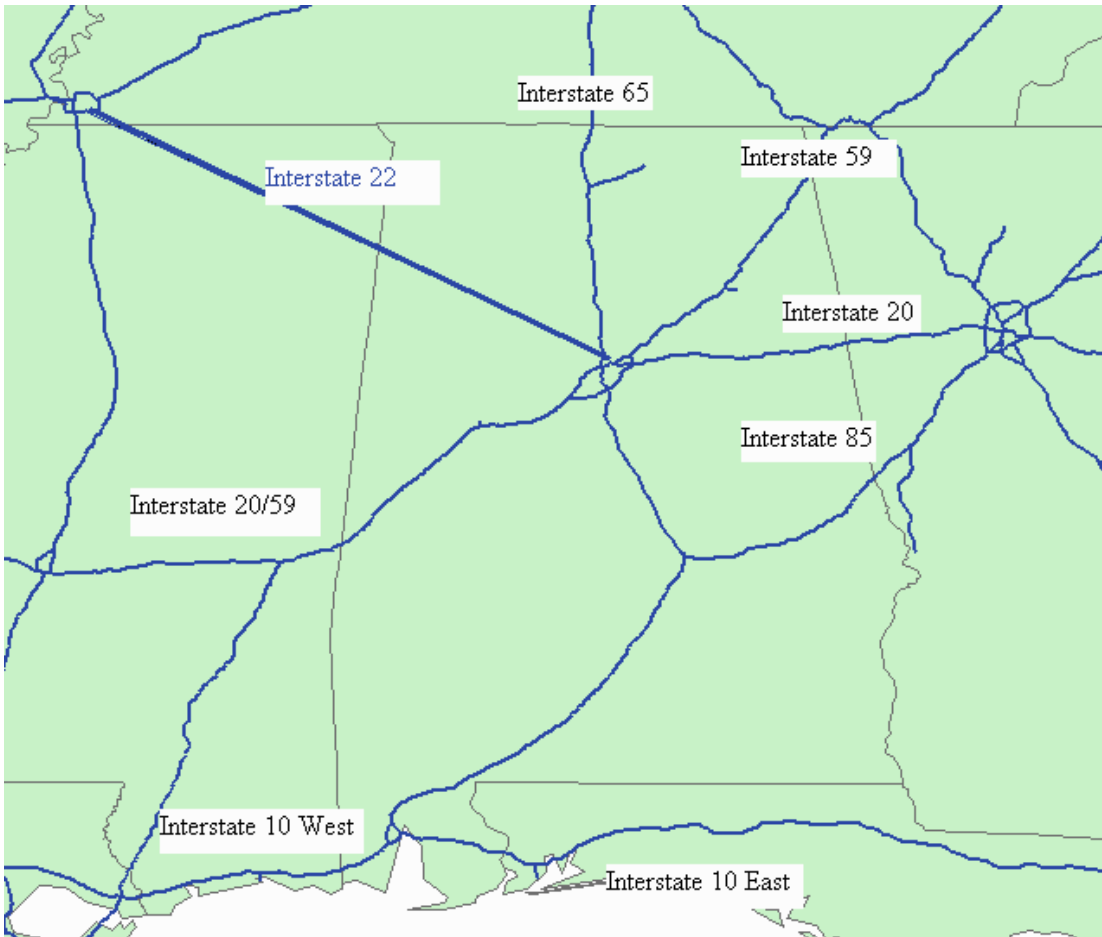 Interstate 65
Interstate 59
Interstate 22
Interstate 20
Interstate 85
Interstate 20/59
Interstate 10 West
Interstate 10 East